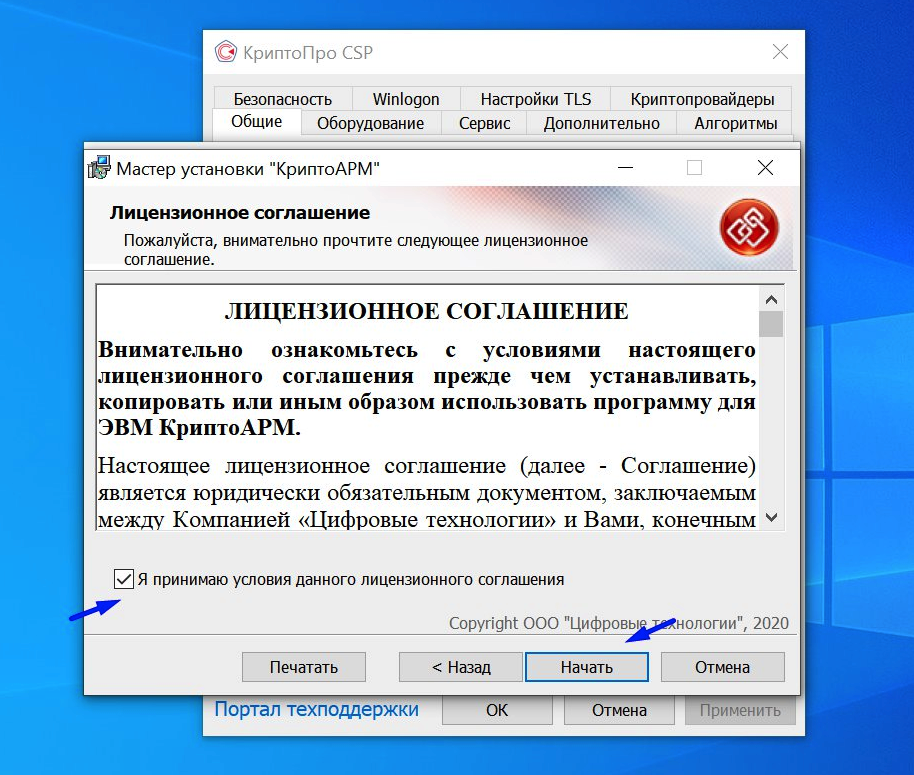 КриптоПро CSP
Безопасность Winlogon Настройки TLS Криптопровайдеры
Общие Оборудование Сервис Дополнительно Алгоритмы
Мастер установки "КриптоАРМ"
Лицензионное соглашение
Пожалуйста, внимательно прочтите следующее лицензионное
соглашение.
ЛИЦЕНЗИОННОЕ СОГЛАШЕНИЕ
Внимательно ознакомьтесь с условиями настоящего
лицензионного соглашения прежде чем устанавливать,
копировать или иным образом использовать программу для
ЭВМ КриптоАРМ.
Настоящее лицензионное соглашение (далее - Соглашение)
является юридически обязательным документом, заключаемым
между Компанией «Цифровые технологии» и Вами, конечным
Я принимаю условия данного лицензионного соглашения
Copyright ООО "Цифровые технологии", 2020
Печатать < Назад Начать Отмена
Портал техподдержки ОК Отмена Применить